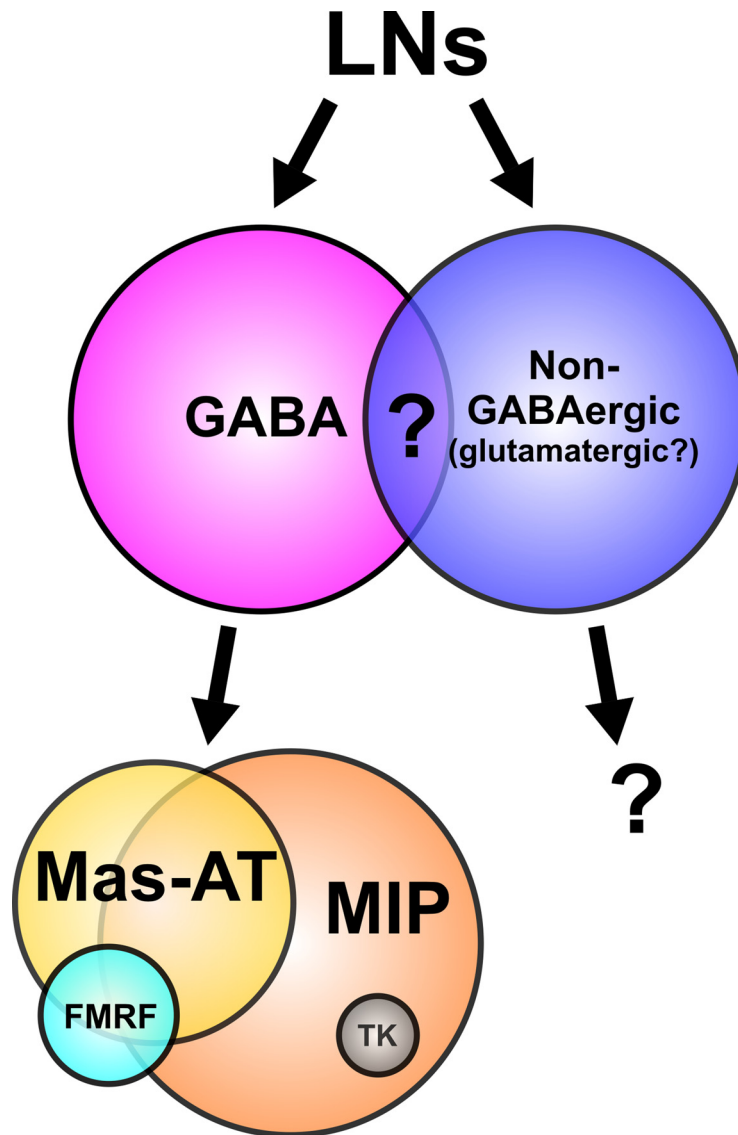 LNs
GABA
?
Non-
GABAergic
(glutamatergic?)
?
Mas-AT
MIP
FMRF
TK